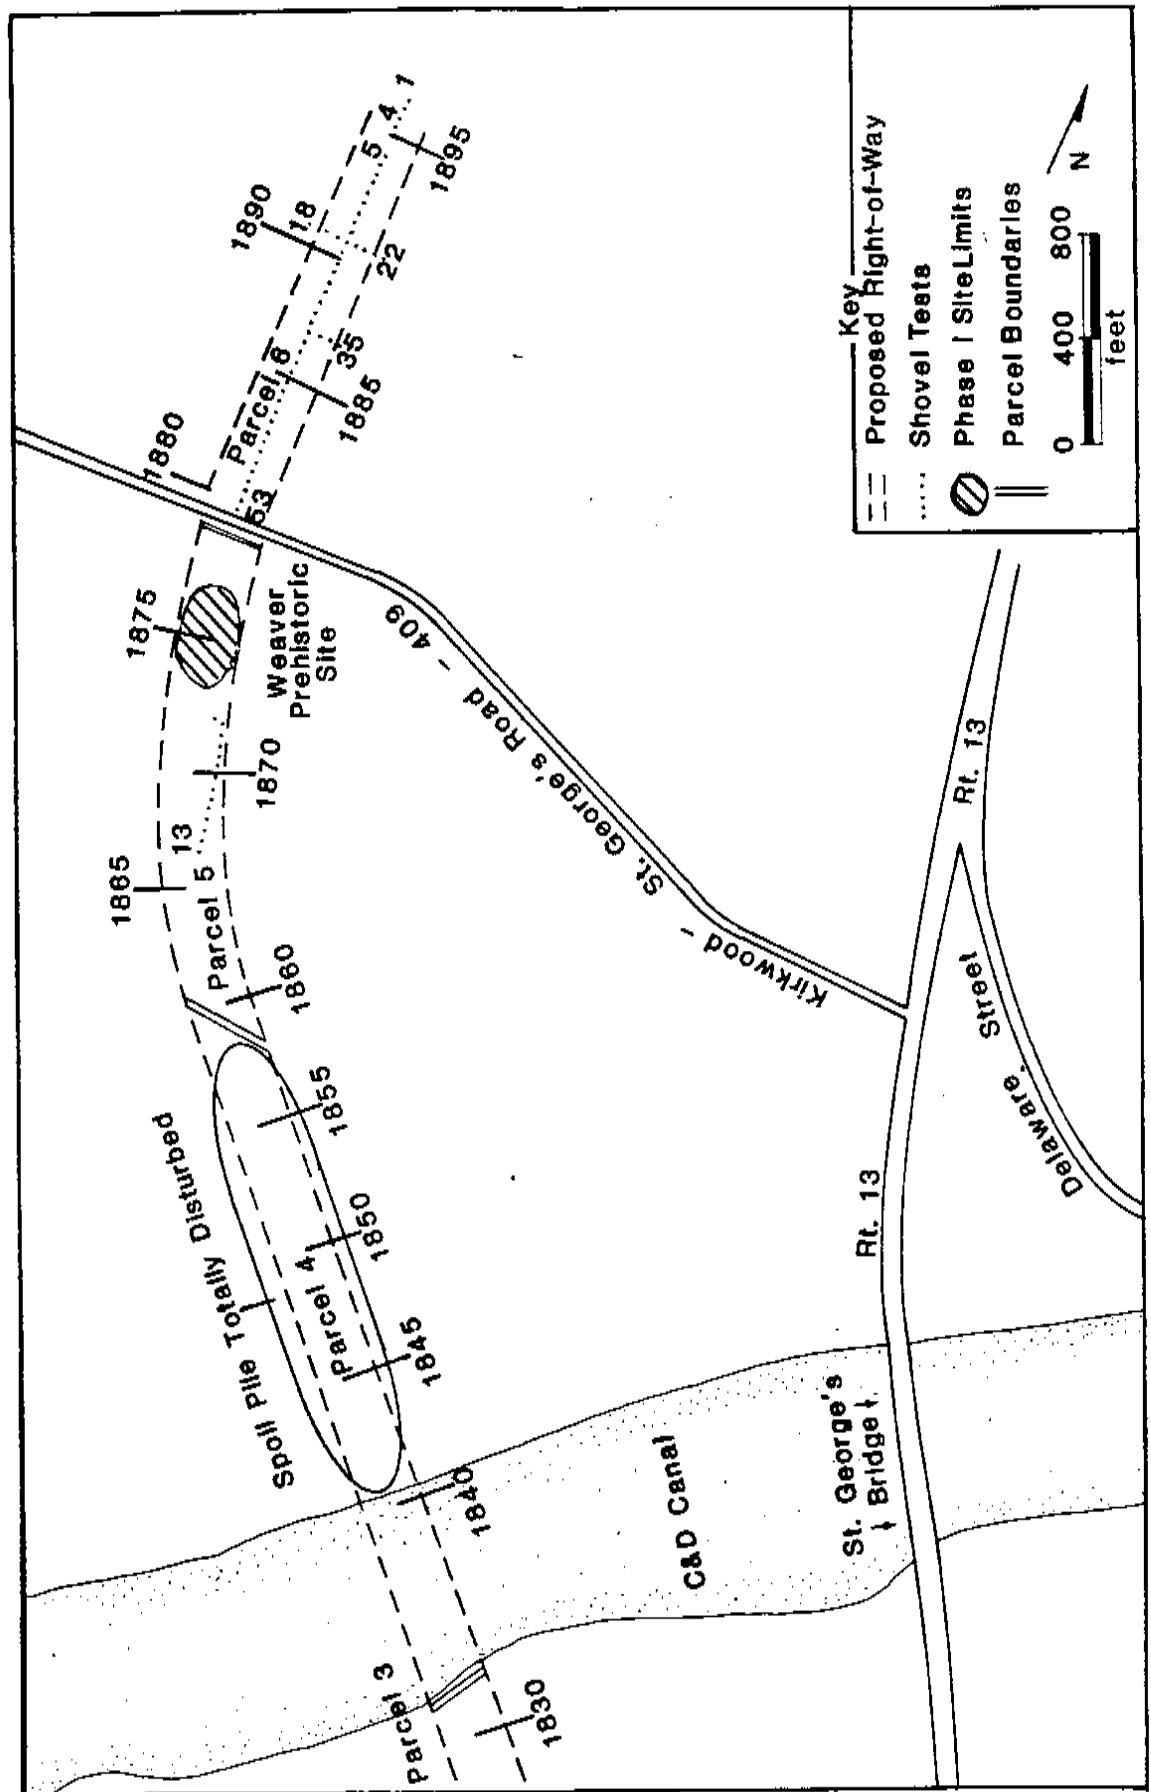 Parcel 3
1830
1840
1845
Parcel 4
1850
1855
Spoil Pile Totally Disturbed
1860
Parcel 5
1865
13
1870
1875
Weaver
Prehistoric
Site
1880
53
Parcel 6
1885
35
1890
18
22
5
4
1
1895
Kirkwood - St. George's Road - 409
C&D Canal
St. George's
Bridge
Rt. 13
Rt. 13
Delaware Street
Key
Proposed Right-of-Way
Shovel Tests
Phase I Site Limits
Parcel Boundaries
0 400 800
feet
N